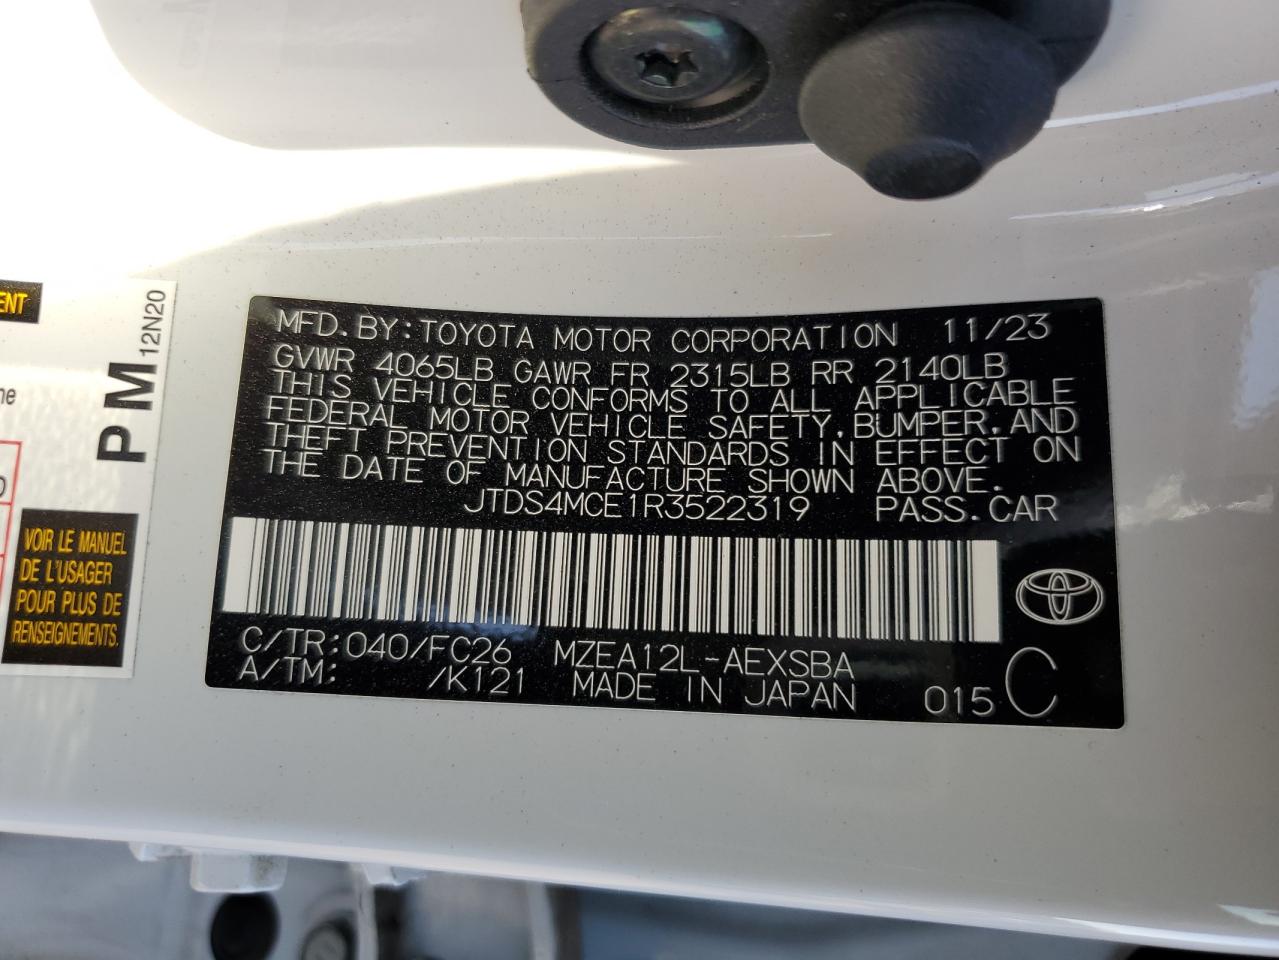 ENT
PM 12N20
VOIR LE MANUEL
DE L'USAGER
POUR PLUS DE
RENSEIGNEMENTS.
MFD. BY: TOYOTA MOTOR CORPORATION 11/23
GVWR 4065LB GAWR FR 2315LB RR 2140LB
THIS VEHICLE CONFORMS TO ALL APPLICABLE
FEDERAL MOTOR VEHICLE SAFETY, BUMPER, AND
THEFT PREVENTION STANDARDS IN EFFECT ON
THE DATE OF MANUFACTURE SHOWN ABOVE.
JTDS4MCE1R3522319 PASS. CAR
C/TR: 040/FC26 MZEA12L-AEXSBA
A/TM: /K121 MADE IN JAPAN 015 C